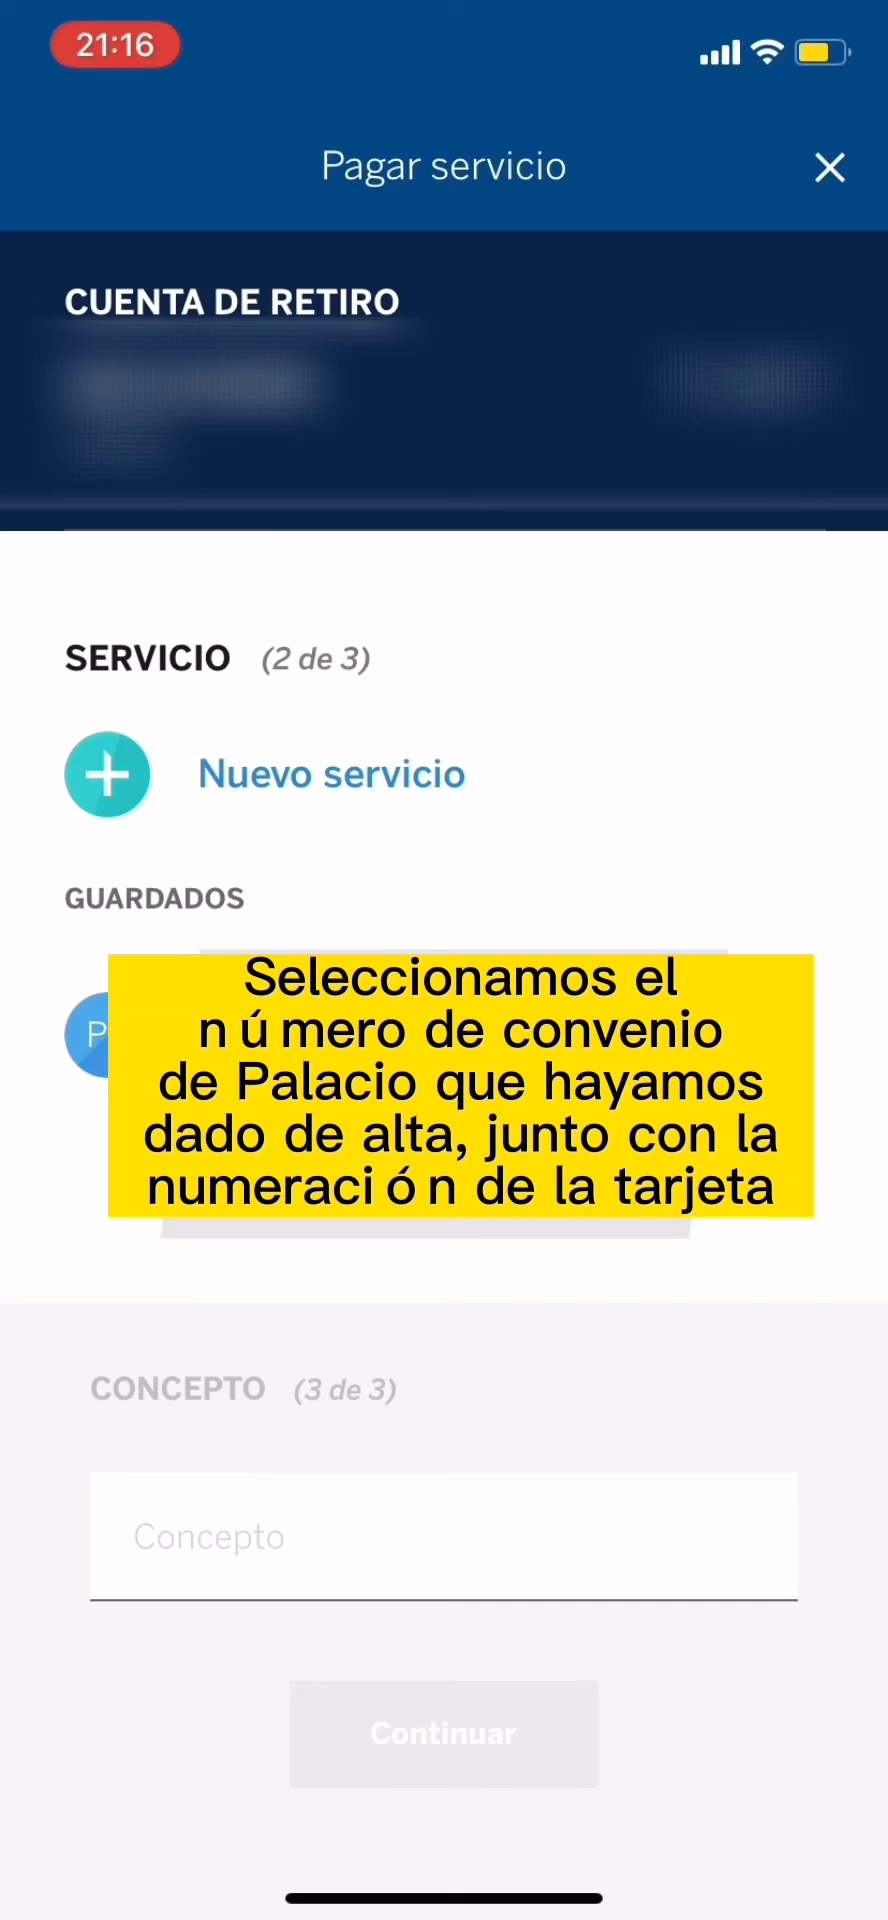 21:16
Pagar servicio
CUENTA DE RETIRO
SERVICIO (2 de 3)
Nuevo servicio
GUARDADOS
P
Seleccionamos el
número de convenio
de Palacio que hayamos
dado de alta, junto con la
numeración de la tarjeta
CONCEPTO (3 de 3)
Concepto
Continuar